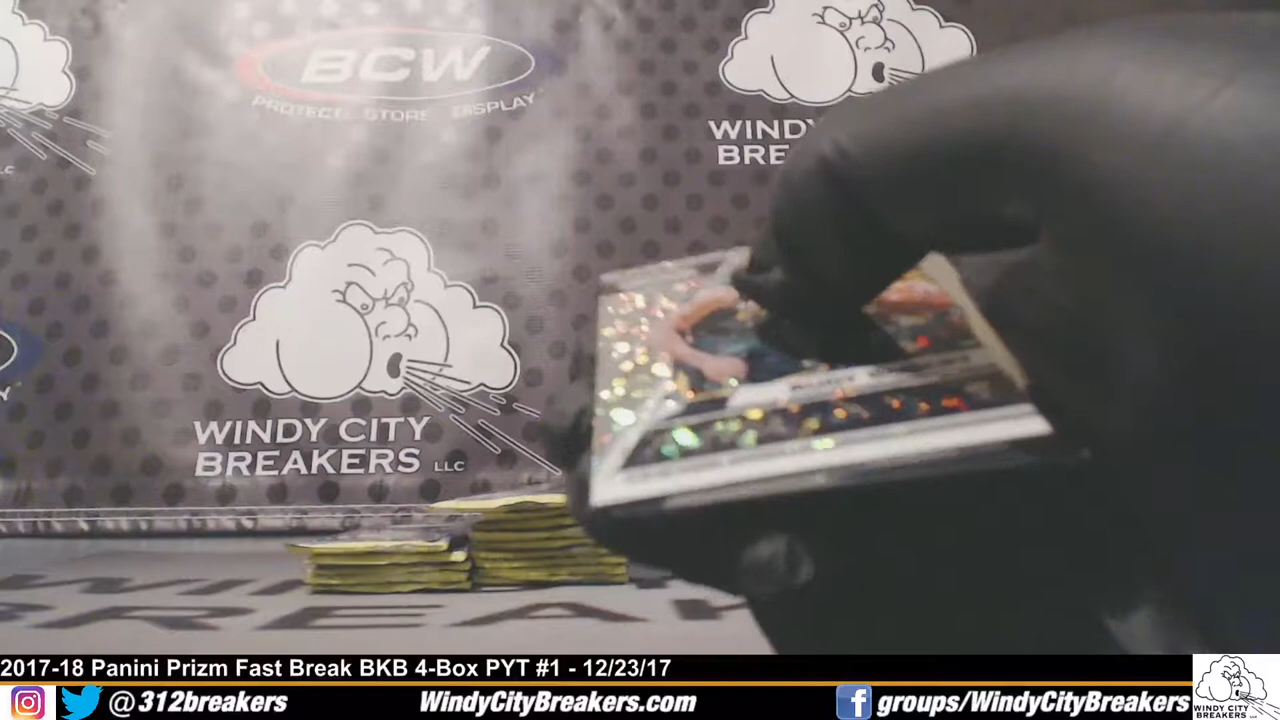 BCW
PROTECT STORE DISPLAY
WINDY
BRE
WINDY CITY
BREAKERS LLC
2017-18 Panini Prizm Fast Break BKB 4-Box PYT #1 - 12/23/17
@312breakers
WindyCityBreakers.com
groups/WindyCityBreakers
WINDY CITY
BREAKERS LLC